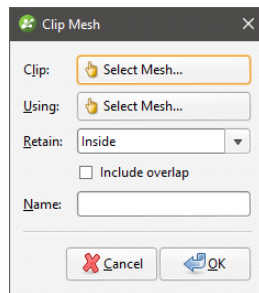 Clip Mesh
Clip: Select Mesh...
Using: Select Mesh...
Retain: Inside
Include overlap
Name:
Cancel OK